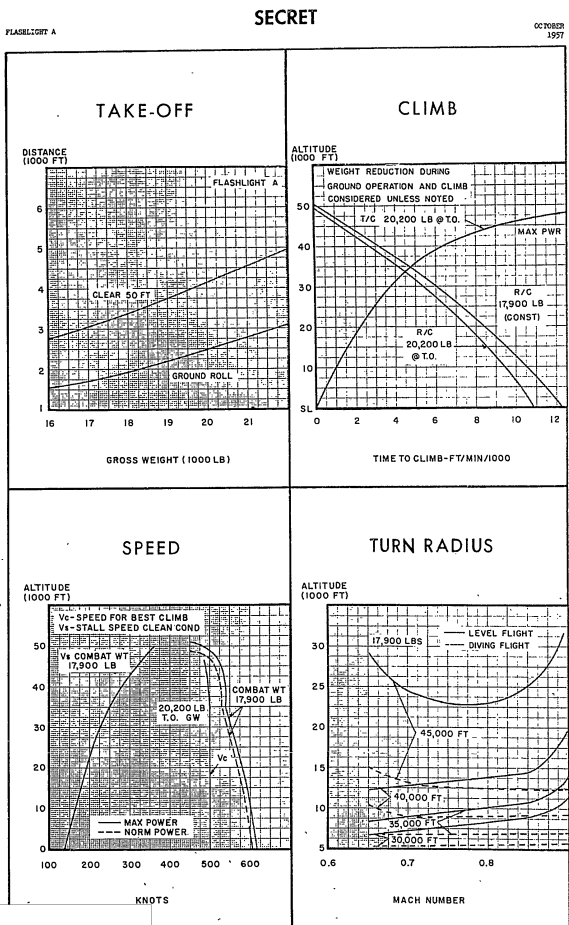 SECRET
FLASHLIGHT A
OCTOBER
1957
TAKE-OFF
DISTANCE
(1000 FT)
FLASHLIGHT A
6
5
4
3
2
1
CLEAR 50 FT
GROUND ROLL
16 17 18 19 20 21
GROSS WEIGHT (1000 LB)
CLIMB
ALTITUDE
(1000 FT)
WEIGHT REDUCTION DURING
GROUND OPERATION AND CLIMB
CONSIDERED UNLESS NOTED
T/C 20,200 LB @ T.O.
MAX PWR
R/C
17,900 LB
(CONST)
R/C
20,200 LB
@ T.O.
50
40
30
20
10
SL
0 2 4 6 8 10 12
TIME TO CLIMB-FT/MIN/1000
SPEED
ALTITUDE
(1000 FT)
Vc-SPEED FOR BEST CLIMB
Vs-STALL SPEED CLEAN COND
Vs COMBAT WT
17,900 LB
COMBAT WT
17,900 LB
20,200 LB.
T.O. GW
Vc
MAX POWER
NORM POWER.
50
40
30
20
10
0
100 200 300 400 500 600
KNOTS
TURN RADIUS
ALTITUDE
(1000 FT)
17,900 LBS
LEVEL FLIGHT
DIVING FLIGHT
45,000 FT
40,000 FT.
35,000 FT
30,000 FT
30
25
20
15
10
5
0.6 0.7 0.8
MACH NUMBER